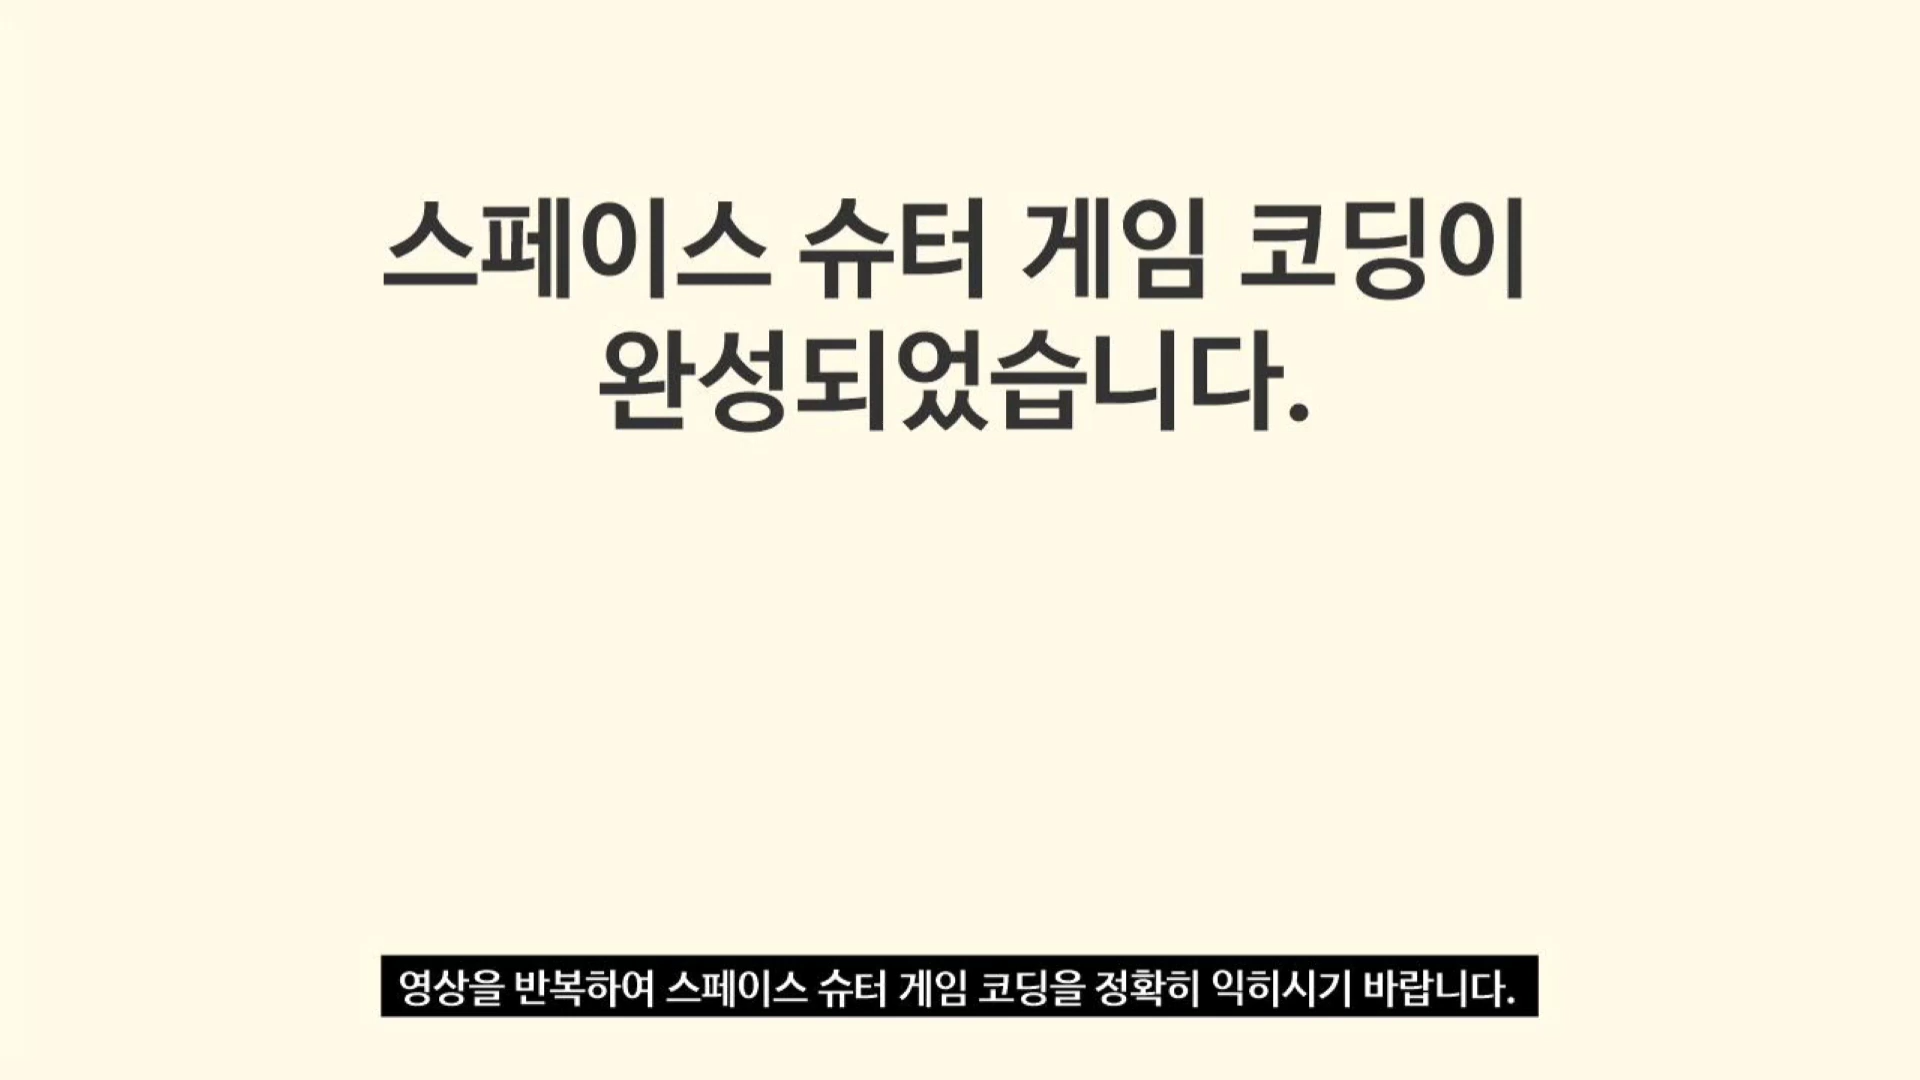 스페이스 슈터 게임 코딩이
완성되었습니다.
영상을 반복하여 스페이스 슈터 게임 코딩을 정확히 익히시기 바랍니다.